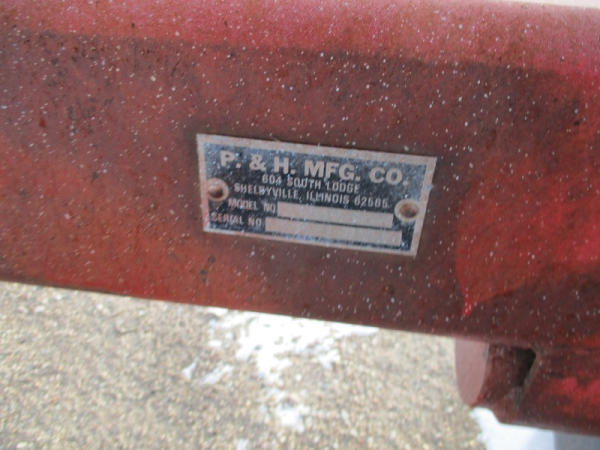 P. & H. MFG. CO.
604 SOUTH LODGE
SHELBYVILLE, ILLINOIS 62565
MODEL NO
SERIAL NO